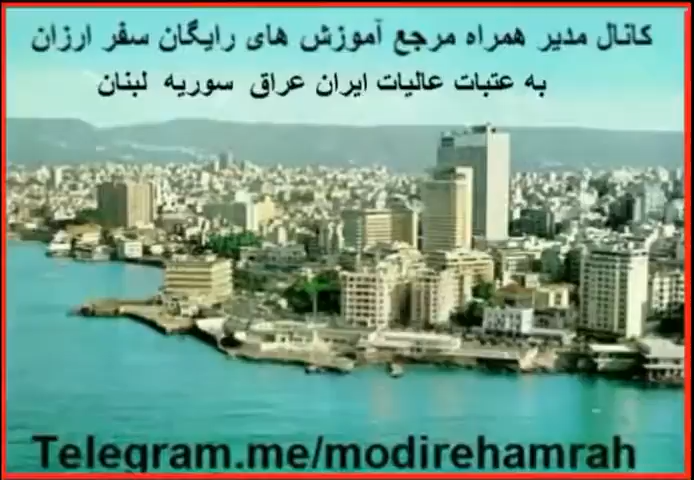 کانال مدیر همراه مرجع آموزش های رایگان سفر ارزان
به عتبات عالیات ایران عراق سوریه لبنان
Telegram.me/modirehamrah